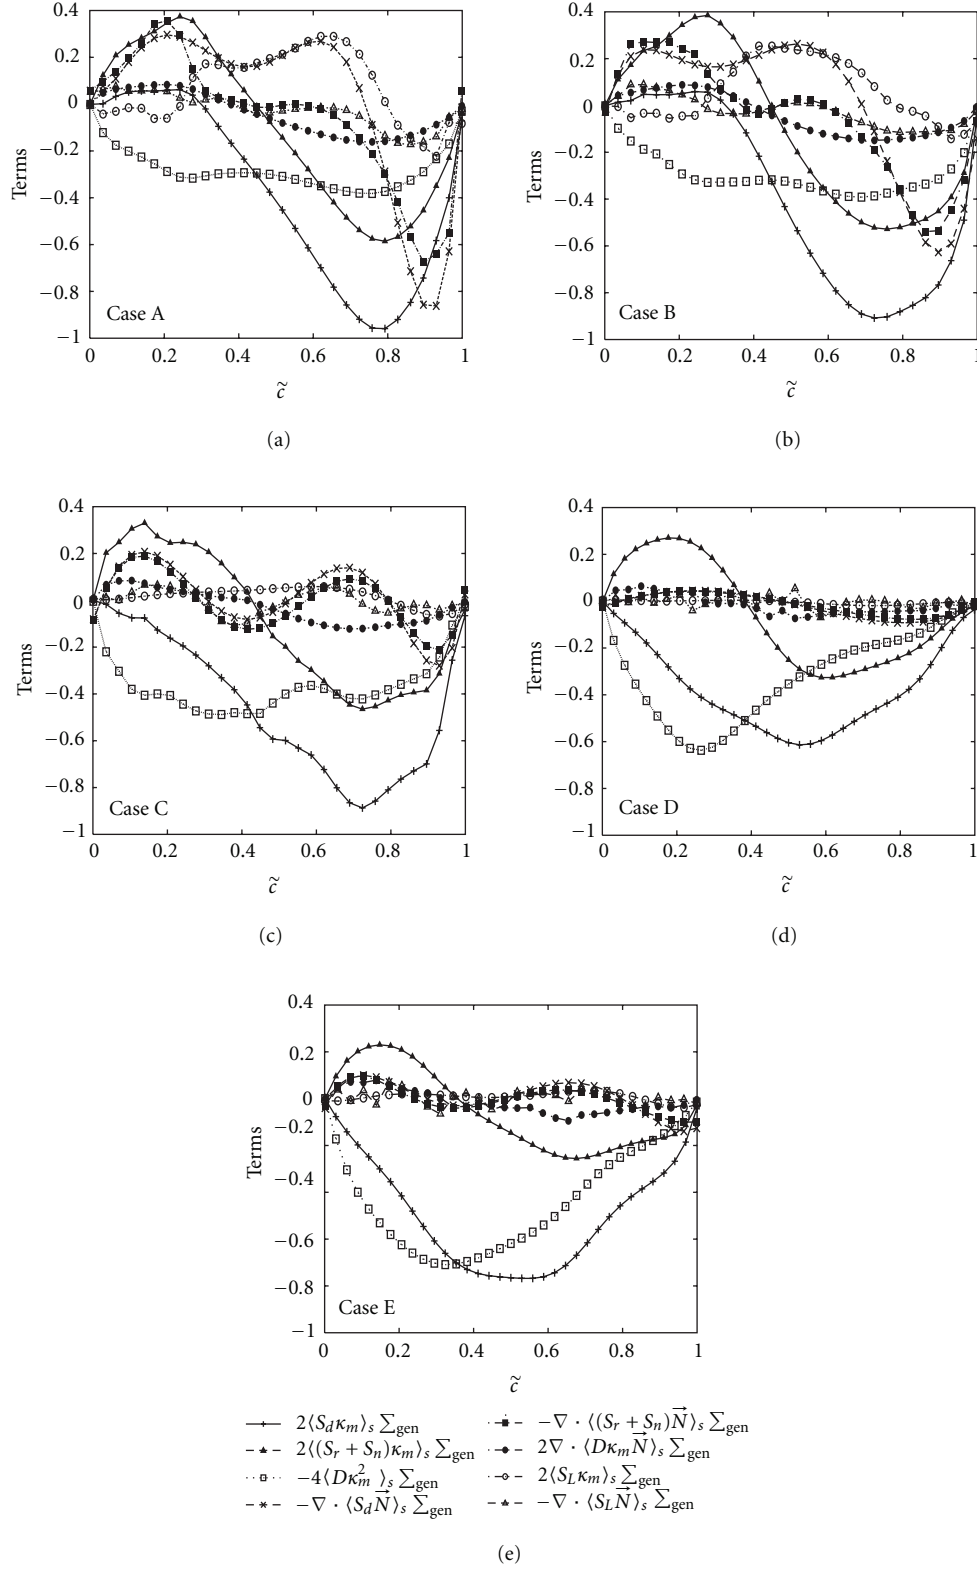 0.4
0.2
0
−0.2
−0.4
−0.6
−0.8
−1
Terms
Case A
0 0.2 0.4 0.6 0.8 1
c̃
(a)
0.4
0.2
0
−0.2
−0.4
−0.6
−0.8
−1
Terms
Case B
0 0.2 0.4 0.6 0.8 1
c̃
(b)
0.4
0.2
0
−0.2
−0.4
−0.6
−0.8
−1
Terms
Case C
0 0.2 0.4 0.6 0.8 1
c̃
(c)
0.4
0.2
0
−0.2
−0.4
−0.6
−0.8
−1
Terms
Case D
0 0.2 0.4 0.6 0.8 1
c̃
(d)
0.4
0.2
0
−0.2
−0.4
−0.6
−0.8
−1
Terms
Case E
0 0.2 0.4 0.6 0.8 1
c̃
2⟨S_d κ_m⟩_s ∑_gen
2⟨(S_r + S_n)κ_m⟩_s ∑_gen
−4⟨Dκ_m^2 ⟩_s ∑_gen
−∇ · ⟨S_d N⃗⟩_s ∑_gen
−∇ · ⟨(S_r + S_n)N⃗⟩_s ∑_gen
2∇ · ⟨Dκ_m N⃗⟩_s ∑_gen
2⟨S_L κ_m⟩_s ∑_gen
−∇ · ⟨S_L N⃗⟩_s ∑_gen
(e)